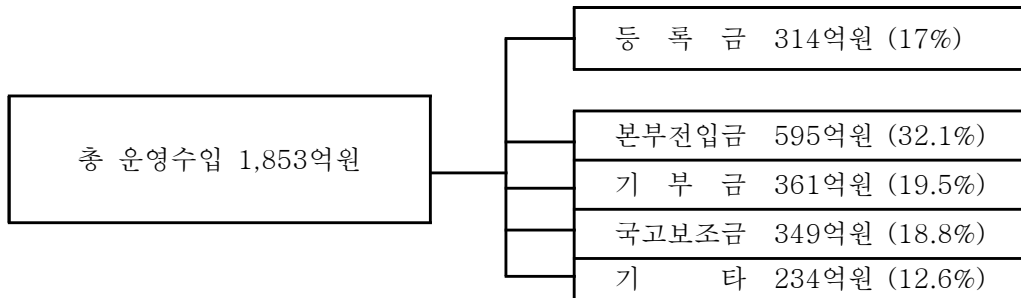 등 록 금 314억원 (17%)
총 운영수입 1,853억원
본부전입금 595억원 (32.1%)
기 부 금 361억원 (19.5%)
국고보조금 349억원 (18.8%)
기 타 234억원 (12.6%)